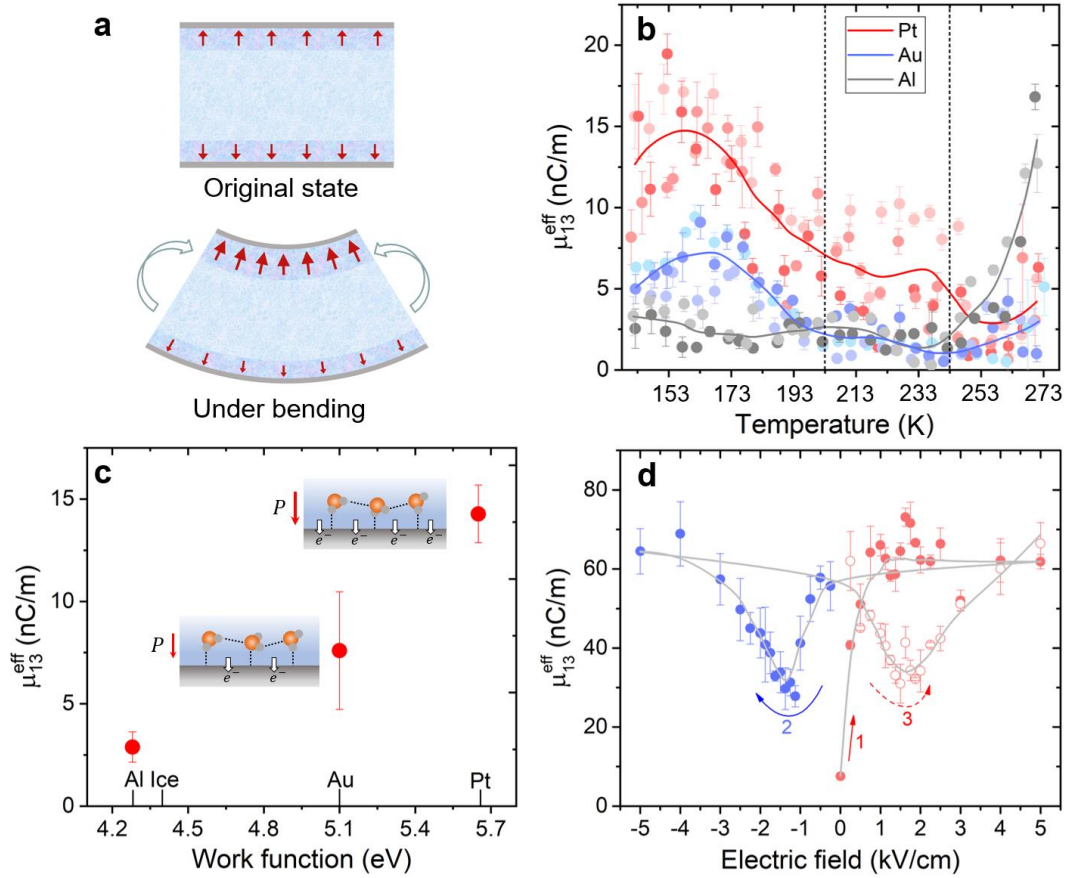 a
Original state
Under bending
b
Pt
Au
Al
μ₁₃ᵉᶠᶠ (nC/m)
20
15
10
5
0
153 173 193 213 233 253 273
Temperature (K)
c
μ₁₃ᵉᶠᶠ (nC/m)
15
10
5
0
P
e⁻ e⁻ e⁻ e⁻
P
e⁻ e⁻
Al Ice Au Pt
4.2 4.5 4.8 5.1 5.4 5.7
Work function (eV)
d
μ₁₃ᵉᶠᶠ (nC/m)
80
60
40
20
0
1
2
3
-5 -4 -3 -2 -1 0 1 2 3 4 5
Electric field (kV/cm)